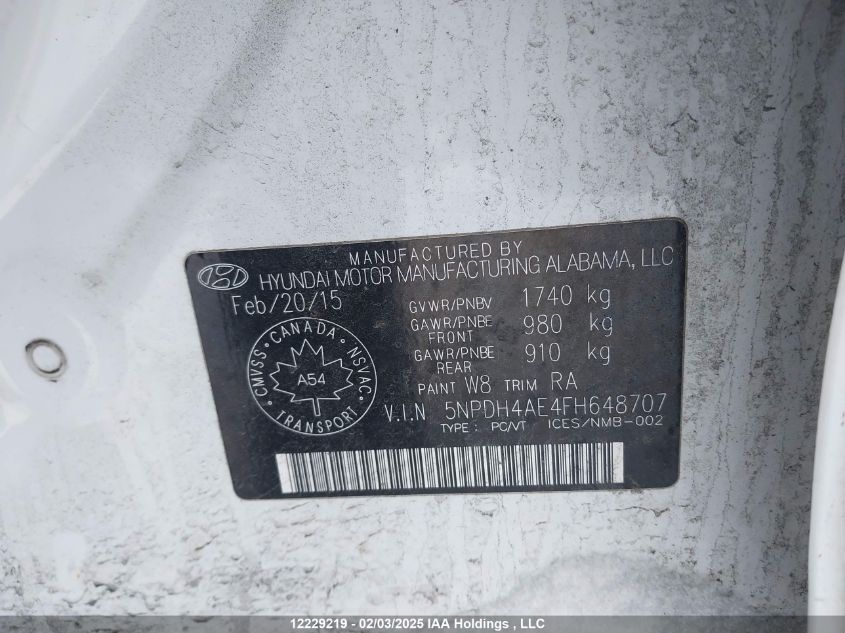 MANUFACTURED BY
HYUNDAI MOTOR MANUFACTURING ALABAMA, LLC
Feb/20/15
GVWR/PNBV 1740 kg
GAWR/PNBE FRONT 980 kg
GAWR/PNBE REAR 910 kg
PAINT W8 TRIM RA
V.I.N 5NPDH4AE4FH648707
TYPE : PC/VT ICES/NMB-002
CANADA
CMVSS NSVAC
A54
TRANSPORT
12229219 - 02/03/2025 IAA Holdings , LLC